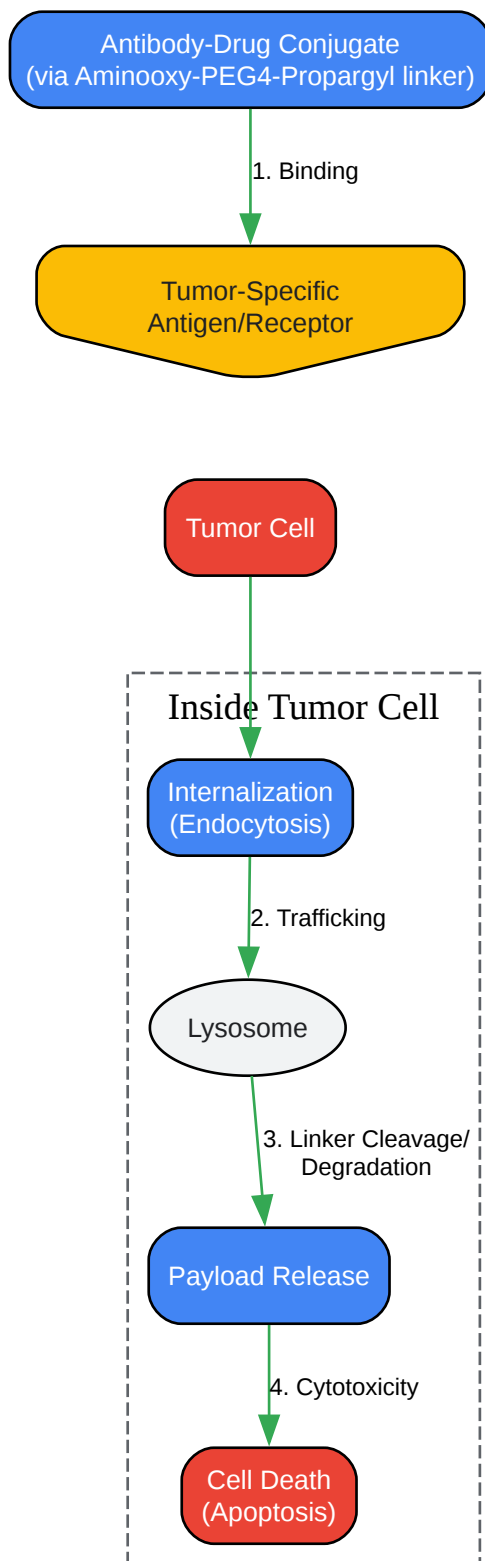 Antibody-Drug Conjugate
(via Aminooxy-PEG4-Propargyl linker)
1. Binding
Tumor-Specific
Antigen/Receptor
Tumor Cell
Inside Tumor Cell
Internalization
(Endocytosis)
2. Trafficking
Lysosome
3. Linker Cleavage/
Degradation
Payload Release
4. Cytotoxicity
Cell Death
(Apoptosis)